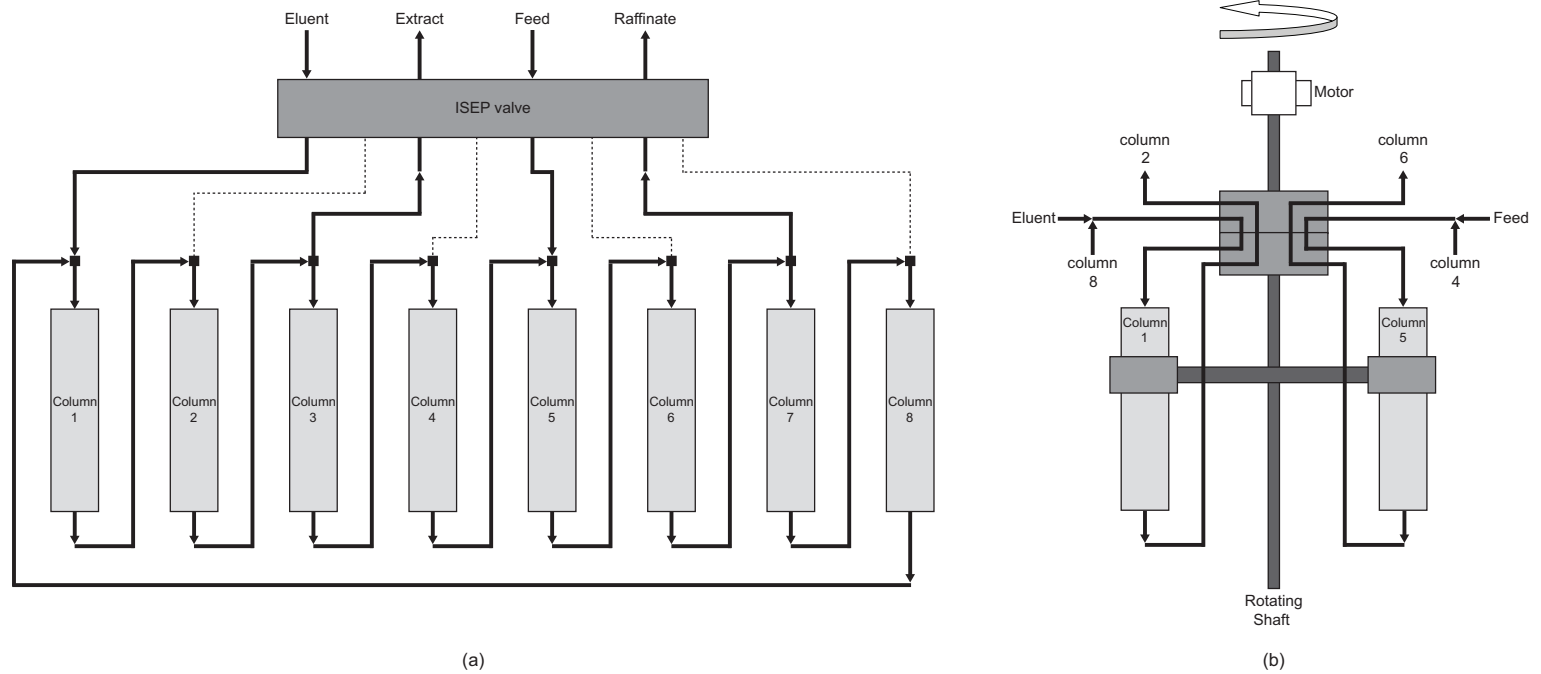 Eluent
Extract
Feed
Raffinate
ISEP valve
Column
1
Column
2
Column
3
Column
4
Column
5
Column
6
Column
7
Column
8
(a)
Motor
column
2
column
6
Eluent
Feed
column
8
column
4
Column
1
Column
5
Rotating
Shaft
(b)